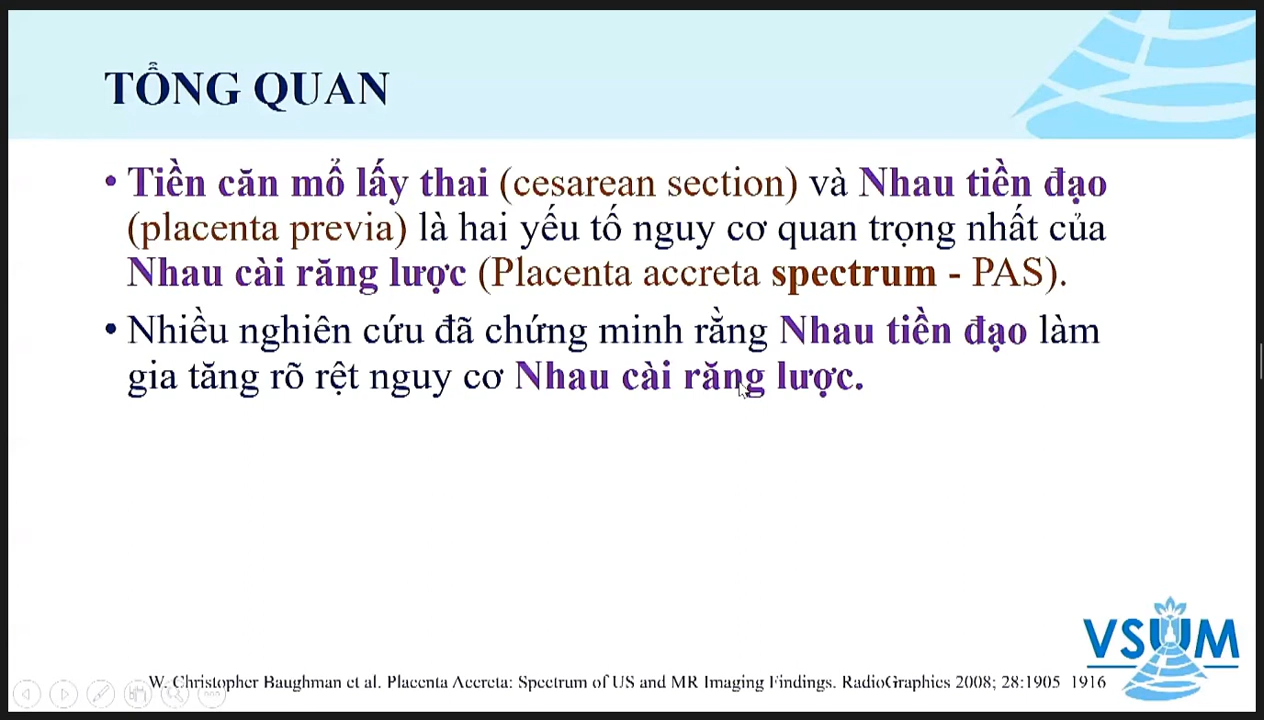 TỔNG QUAN
• Tiền căn mổ lấy thai (cesarean section) và Nhau tiền đạo
(placenta previa) là hai yếu tố nguy cơ quan trọng nhất của
Nhau cài răng lược (Placenta accreta spectrum - PAS).
• Nhiều nghiên cứu đã chứng minh rằng Nhau tiền đạo làm
gia tăng rõ rệt nguy cơ Nhau cài răng lược.
VSUM
W. Christopher Baughman et al. Placenta Accreta: Spectrum of US and MR Imaging Findings. RadioGraphics 2008; 28:1905 1916